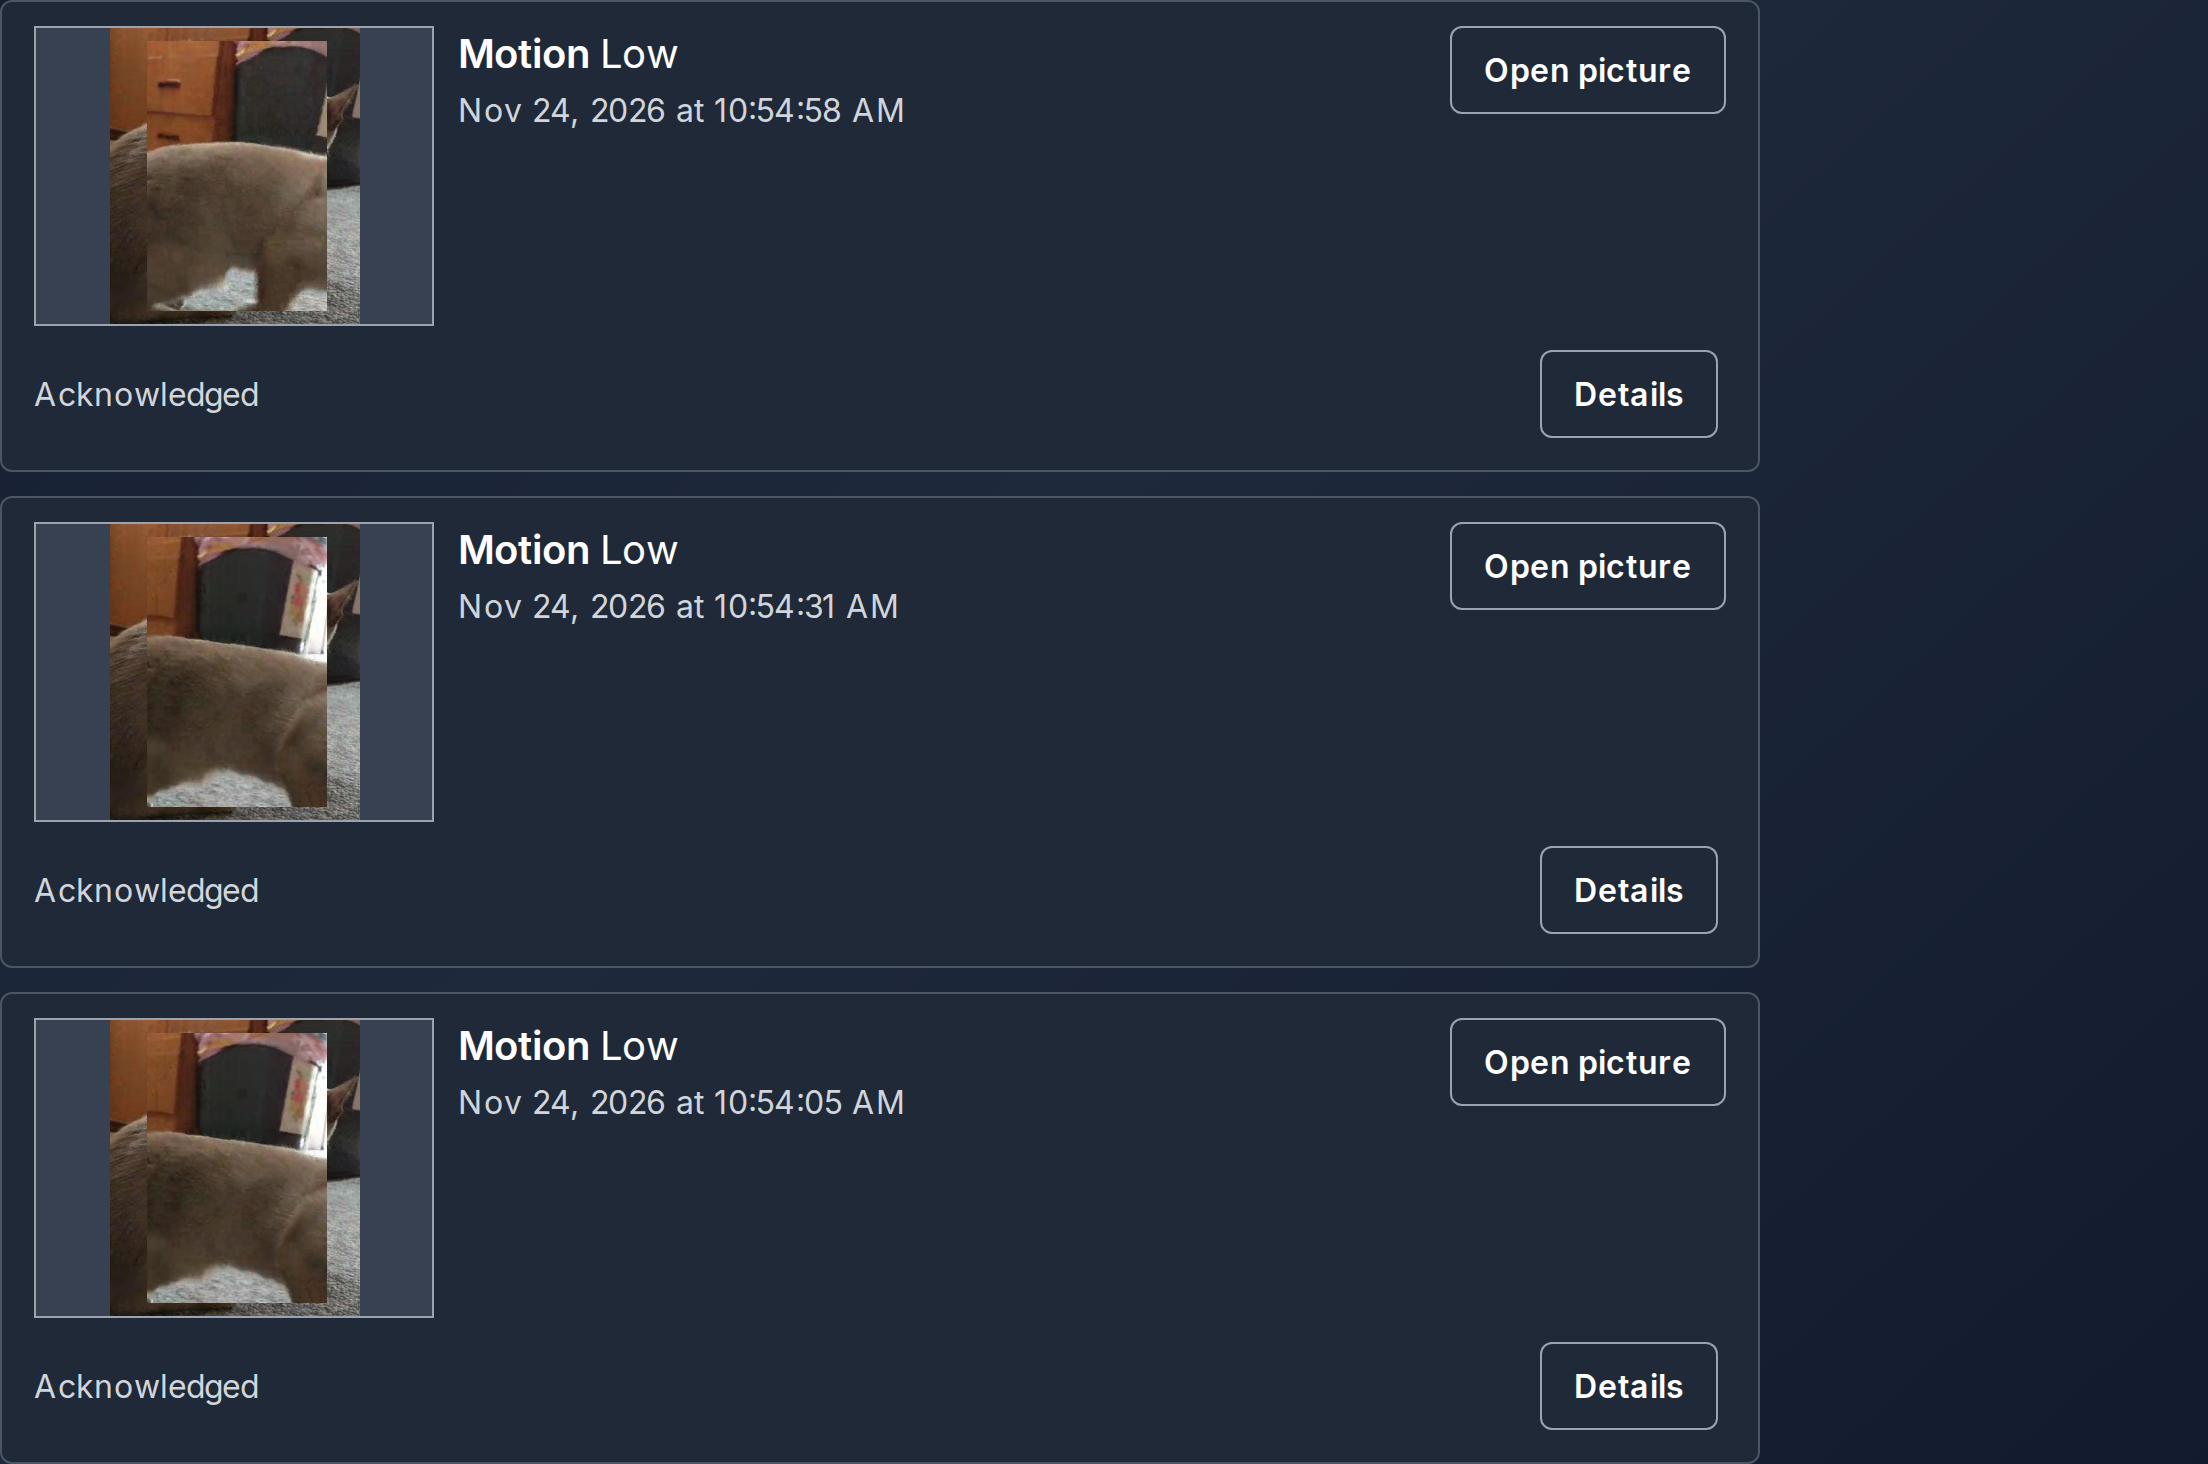 Motion Low
Open picture
Nov 24, 2026 at 10:54:58 AM
Acknowledged
Details
Motion Low
Open picture
Nov 24, 2026 at 10:54:31 AM
Acknowledged
Details
Motion Low
Open picture
Nov 24, 2026 at 10:54:05 AM
Acknowledged
Details